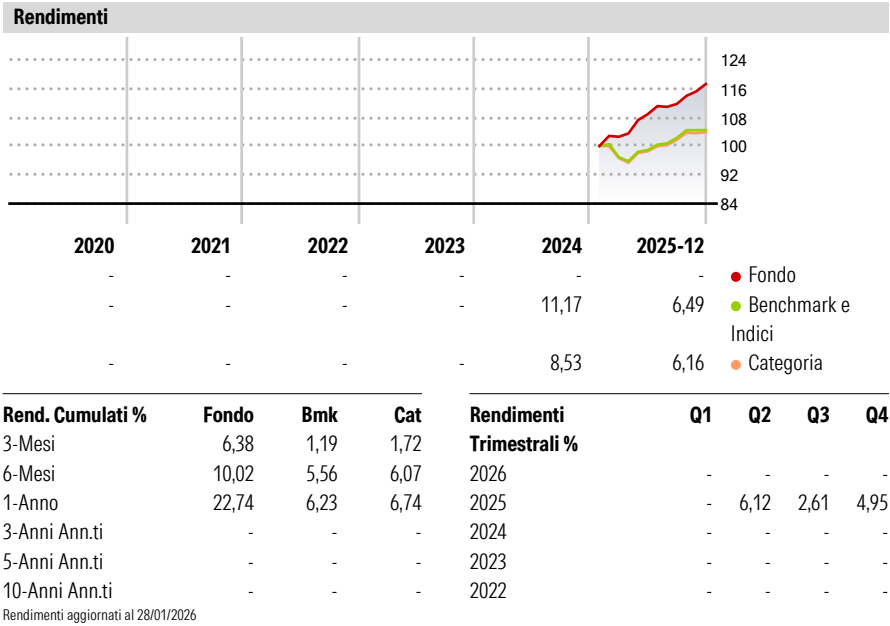 Rendimenti
124
116
108
100
92
84
2020 2021 2022 2023 2024 2025-12
- - - - - - Fondo
- - - - 11,17 6,49 Benchmark e
Indici
- - - - 8,53 6,16 Categoria
Rend. Cumulati % Fondo Bmk Cat
3-Mesi 6,38 1,19 1,72
6-Mesi 10,02 5,56 6,07
1-Anno 22,74 6,23 6,74
3-Anni Ann.ti - - -
5-Anni Ann.ti - - -
10-Anni Ann.ti - - -
Rendimenti Q1 Q2 Q3 Q4
Trimestrali %
2026 - - - -
2025 - 6,12 2,61 4,95
2024 - - - -
2023 - - - -
2022 - - - -
Rendimenti aggiornati al 28/01/2026